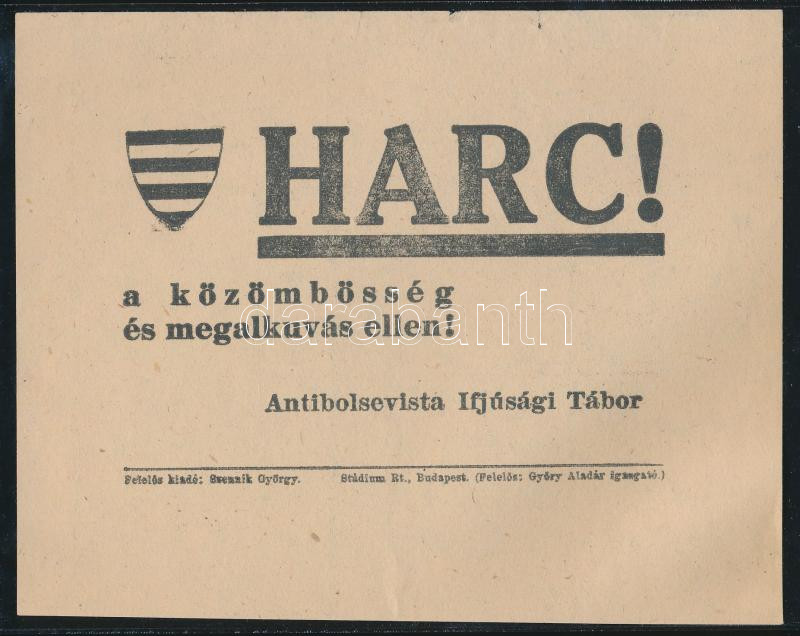 HARC!
a közömbösség
és megalkuvás ellen!
darabanth
Antibolsevista Ifjúsági Tábor
Felelős kiadó: Szennik György. Stádium Rt., Budapest. (Felelős: Győry Aladár igazgató.)